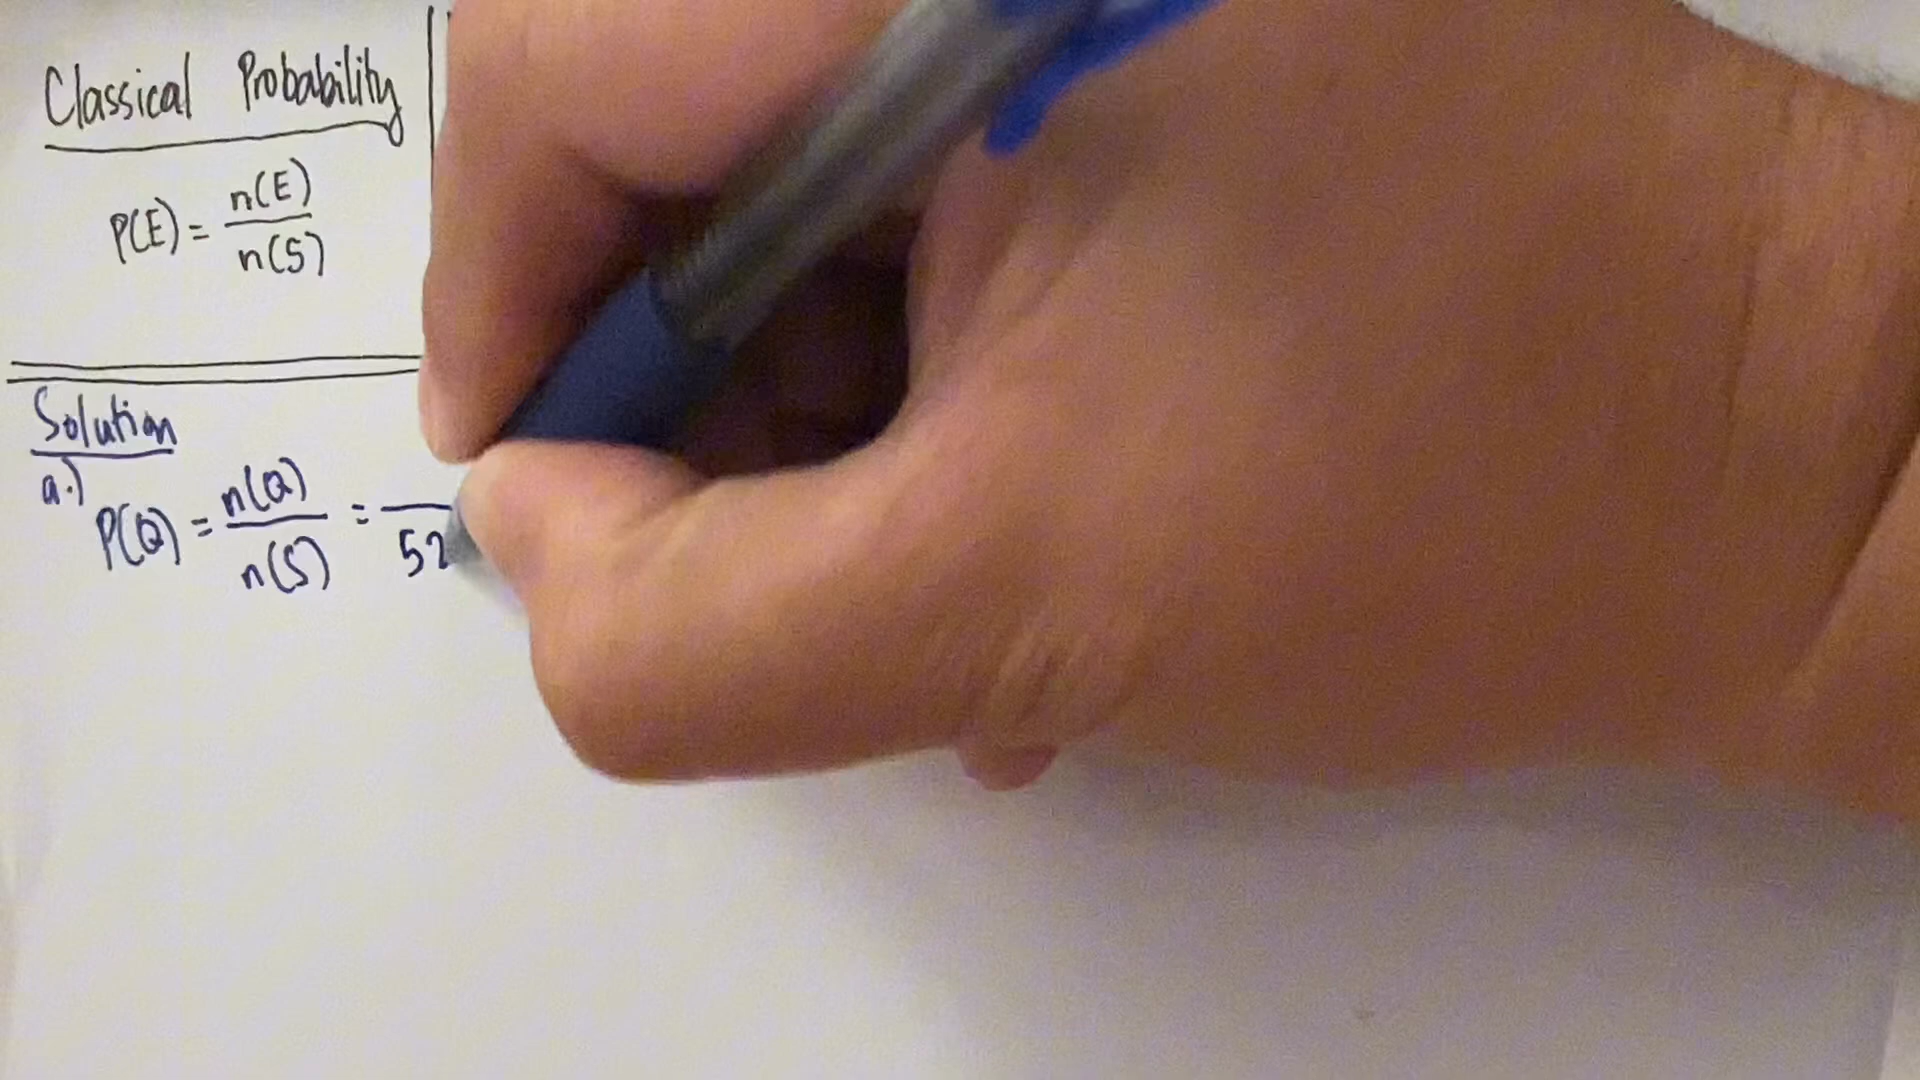 Classical Probability
P(E) = n(E) / n(S)
Solution
a.)
P(Q) = n(Q) / n(S) = / 52